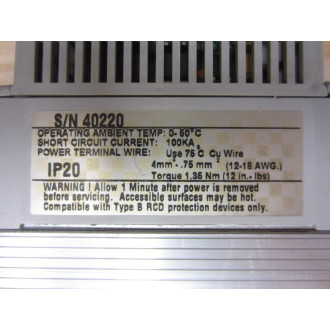 S/N 40220
OPERATING AMBIENT TEMP: 0-50°C
SHORT CIRCUIT CURRENT: 100KA
POWER TERMINAL WIRE: Use 75°C Cu Wire
4mm²-.75 mm² (12-18 AWG.)
IP20 Torque 1.35 Nm (12 in.-lbs)
WARNING ! Allow 1 Minute after power is removed
before servicing. Accessible surfaces may be hot.
Compatible with Type B RCD protection devices only.